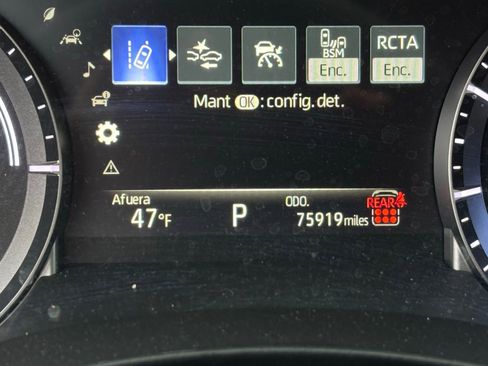 BSM
RCTA
Enc.
Enc.
Mant OK :config.det.
Afuera
47°F
P
ODO.
75919 miles
REAR